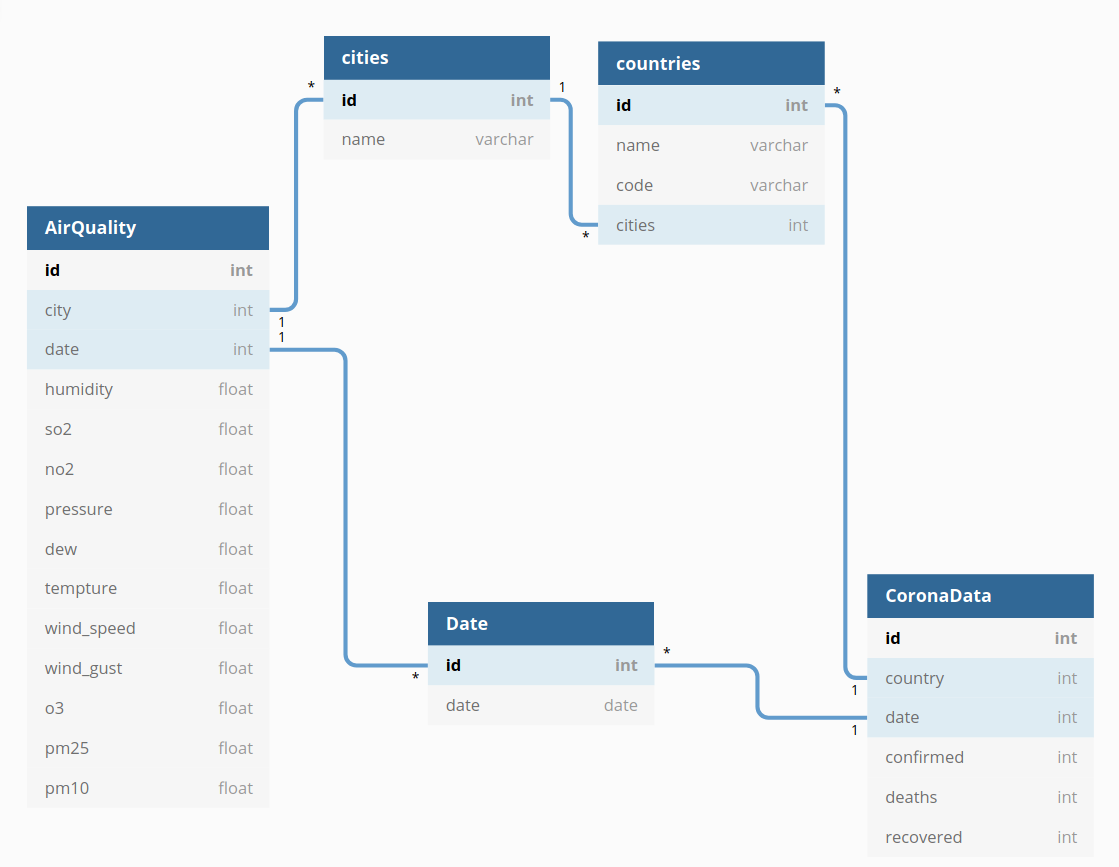 cities
* id int 1
name varchar
countries
id int *
name varchar
code varchar
cities int
*
AirQuality
id int
city int
1
1
date int
humidity float
so2 float
no2 float
pressure float
dew float
tempture float
wind_speed float
wind_gust float
o3 float
pm25 float
pm10 float
Date
id int *
*
date date
CoronaData
id int
country int
1
date int
1
confirmed int
deaths int
recovered int